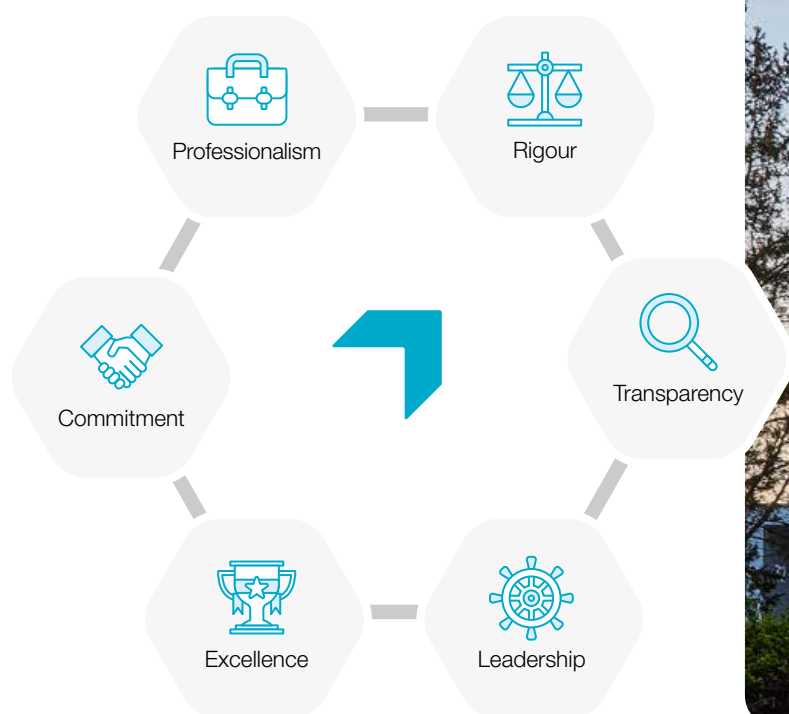 Professionalism
Rigour
Commitment
Transparency
Excellence
Leadership